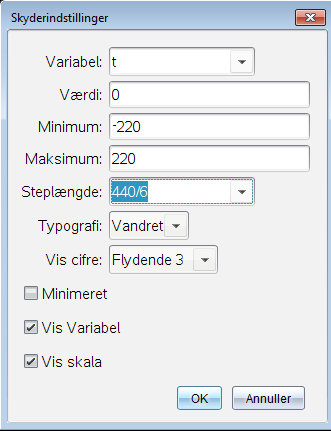 Skyderindstillinger
Variabel: t
Værdi: 0
Minimum: -220
Maksimum: 220
Steplængde: 440/6
Typografi: Vandret
Vis cifre: Flydende 3
Minimeret
Vis Variabel
Vis skala
OK Annuller